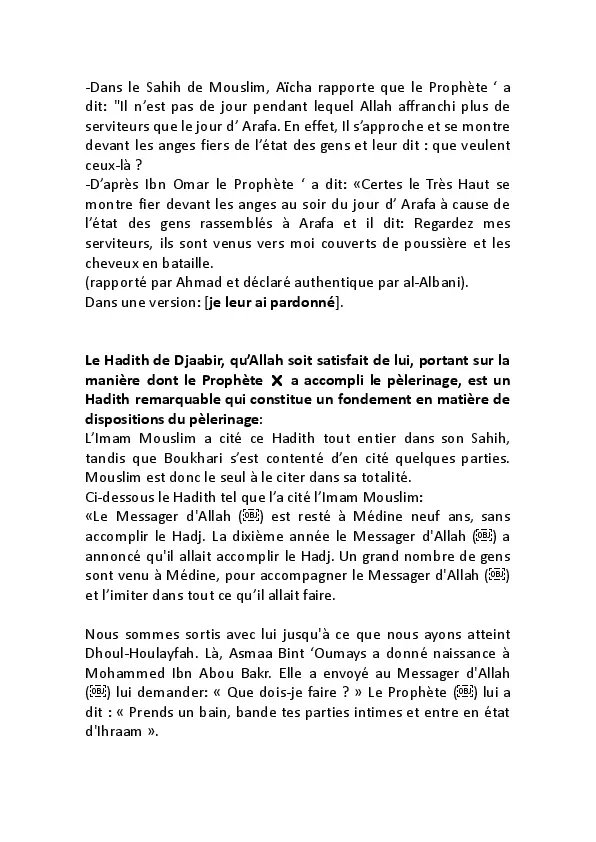 -Dans le Sahih de Mouslim, Aïcha rapporte que le Prophète ‘ a
dit: "Il n’est pas de jour pendant lequel Allah affranchi plus de
serviteurs que le jour d’ Arafa. En effet, Il s’approche et se montre
devant les anges fiers de l’état des gens et leur dit : que veulent
ceux-là ?
-D’après Ibn Omar le Prophète ‘ a dit: «Certes le Très Haut se
montre fier devant les anges au soir du jour d’ Arafa à cause de
l’état des gens rassemblés à Arafa et il dit: Regardez mes
serviteurs, ils sont venus vers moi couverts de poussière et les
cheveux en bataille.
(rapporté par Ahmad et déclaré authentique par al-Albani).
Dans une version: [je leur ai pardonné].
Le Hadith de Djaabir, qu’Allah soit satisfait de lui, portant sur la
manière dont le Prophète ✕ a accompli le pèlerinage, est un
Hadith remarquable qui constitue un fondement en matière de
dispositions du pèlerinage:
L’Imam Mouslim a cité ce Hadith tout entier dans son Sahih,
tandis que Boukhari s’est contenté d’en cité quelques parties.
Mouslim est donc le seul à le citer dans sa totalité.
Ci-dessous le Hadith tel que l’a cité l’Imam Mouslim:
«Le Messager d'Allah (￼) est resté à Médine neuf ans, sans
accomplir le Hadj. La dixième année le Messager d'Allah (￼) a
annoncé qu'il allait accomplir le Hadj. Un grand nombre de gens
sont venu à Médine, pour accompagner le Messager d'Allah (￼)
et l’imiter dans tout ce qu’il allait faire.
Nous sommes sortis avec lui jusqu'à ce que nous ayons atteint
Dhoul-Houlayfah. Là, Asmaa Bint ‘Oumays a donné naissance à
Mohammed Ibn Abou Bakr. Elle a envoyé au Messager d'Allah
(￼) lui demander: « Que dois-je faire ? » Le Prophète (￼) lui a
dit : « Prends un bain, bande tes parties intimes et entre en état
d'Ihraam ».